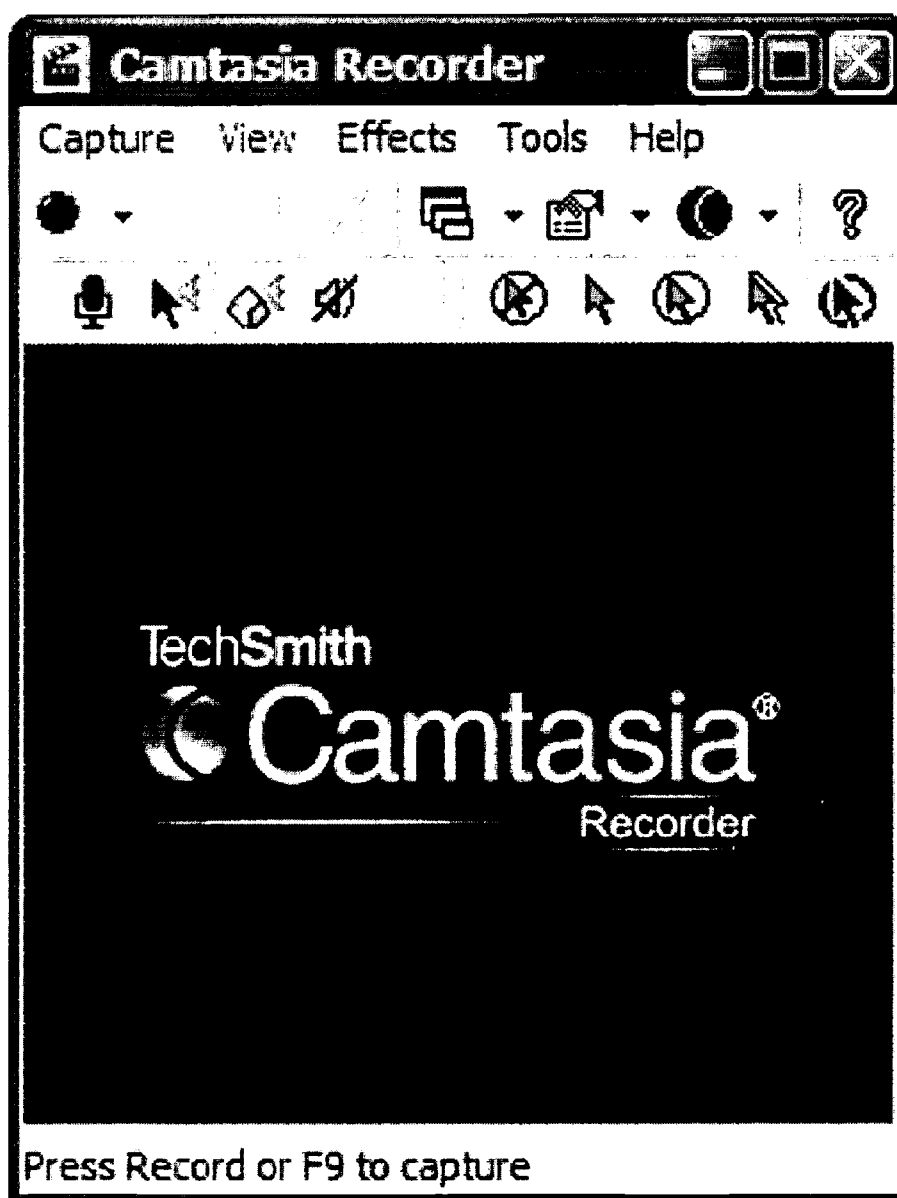 Camtasia Recorder
Capture View Effects Tools Help
TechSmith
Camtasia®
Recorder
Press Record or F9 to capture